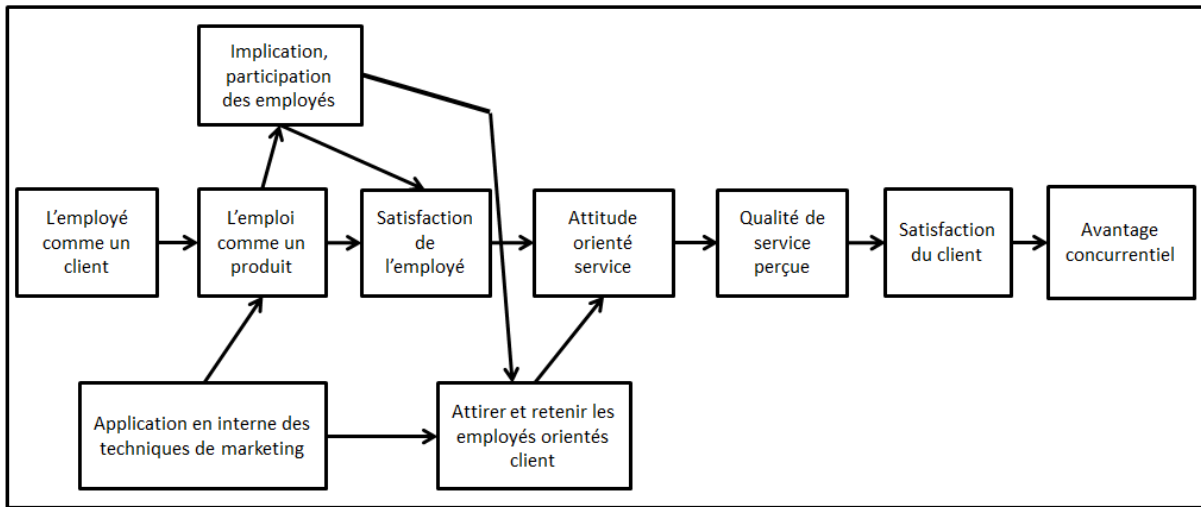 Implication,
participation
des employés
L'employé
comme un
client
L'emploi
comme un
produit
Satisfaction
de
l'employé
Attitude
orienté
service
Qualité de
service
perçue
Satisfaction
du client
Avantage
concurrentiel
Application en interne des
techniques de marketing
Attirer et retenir les
employés orientés
client